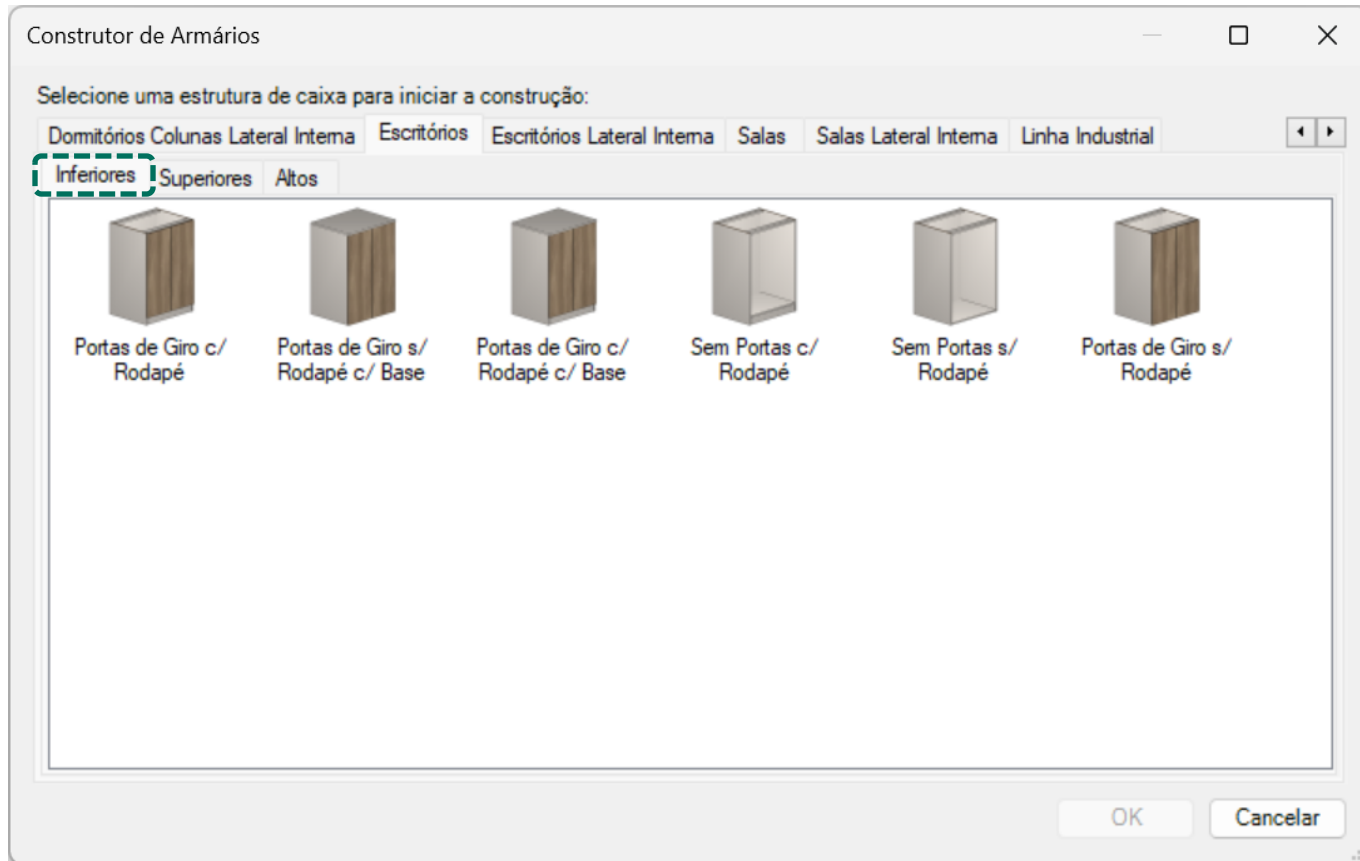 Construtor de Armários
Selecione uma estrutura de caixa para iniciar a construção:
Dormitórios Colunas Lateral Interna Escritórios Escritórios Lateral Interna Salas Salas Lateral Interna Linha Industrial
Inferiores Superiores Altos
Portas de Giro c/ Portas de Giro s/ Portas de Giro c/ Sem Portas c/ Sem Portas s/ Portas de Giro s/
Rodapé Rodapé c/ Base Rodapé c/ Base Rodapé Rodapé Rodapé
OK Cancelar